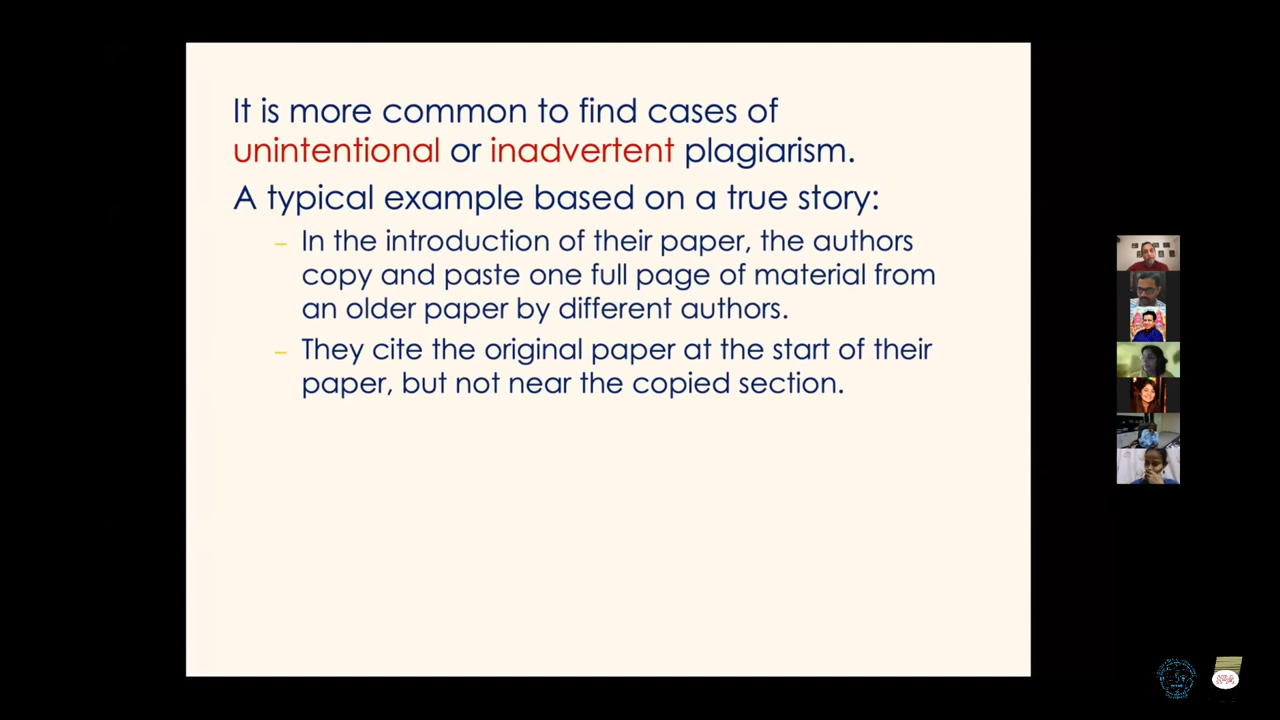 It is more common to find cases of
unintentional or inadvertent plagiarism.
A typical example based on a true story:
– In the introduction of their paper, the authors
copy and paste one full page of material from
an older paper by different authors.
– They cite the original paper at the start of their
paper, but not near the copied section.